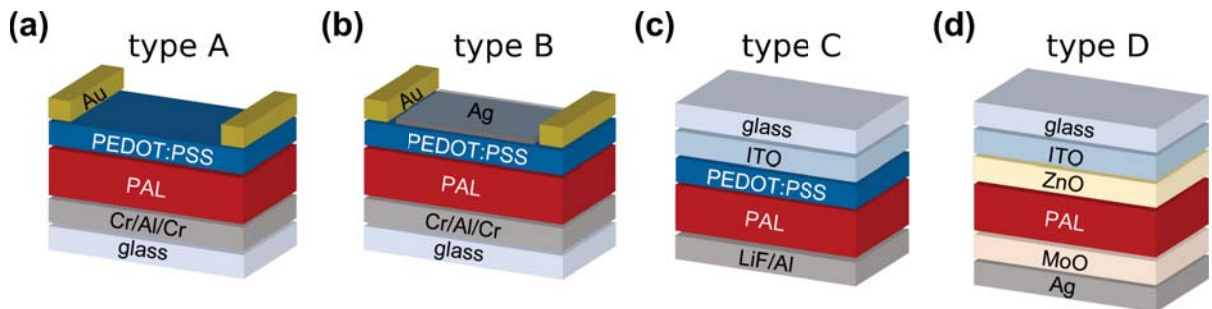 (a) type A
Au
PEDOT:PSS
PAL
Cr/Al/Cr
glass
(b) type B
Au
Ag
PEDOT:PSS
PAL
Cr/Al/Cr
glass
(c) type C
glass
ITO
PEDOT:PSS
PAL
LiF/Al
(d) type D
glass
ITO
ZnO
PAL
MoO
Ag